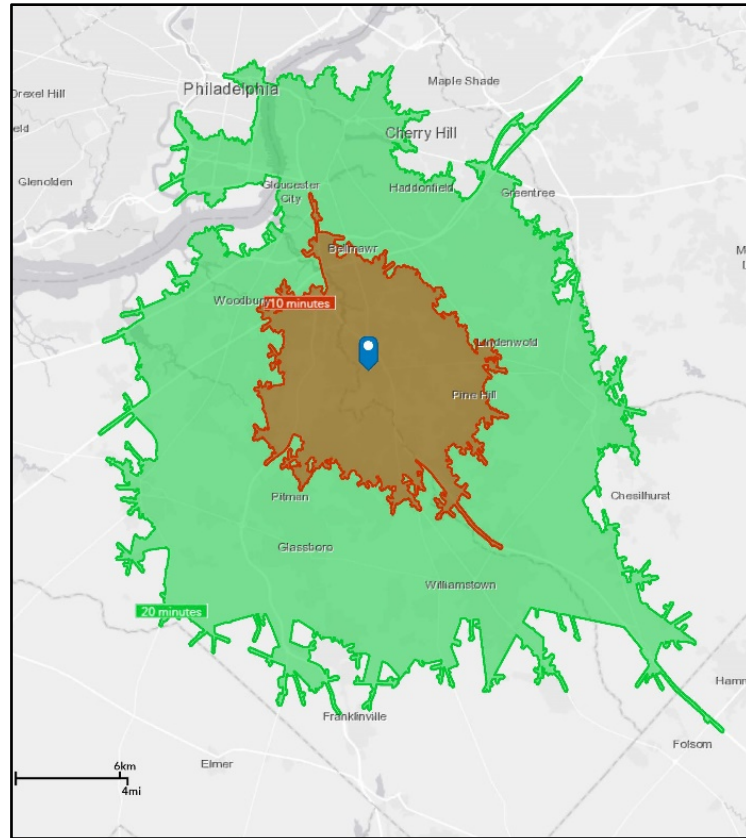 Maple Shade
Drexel Hill
Philadelphia
Cherry Hill
Glenolden
Gloucester
City
Haddonfield
Greentree
Bellmawr
Woodbury
10 minutes
Lindenwold
Pine Hill
Pitman
Chesilhurst
Glassboro
Williamstown
20 minutes
Franklinville
Hamm
Folsom
Elmer
6km
4mi